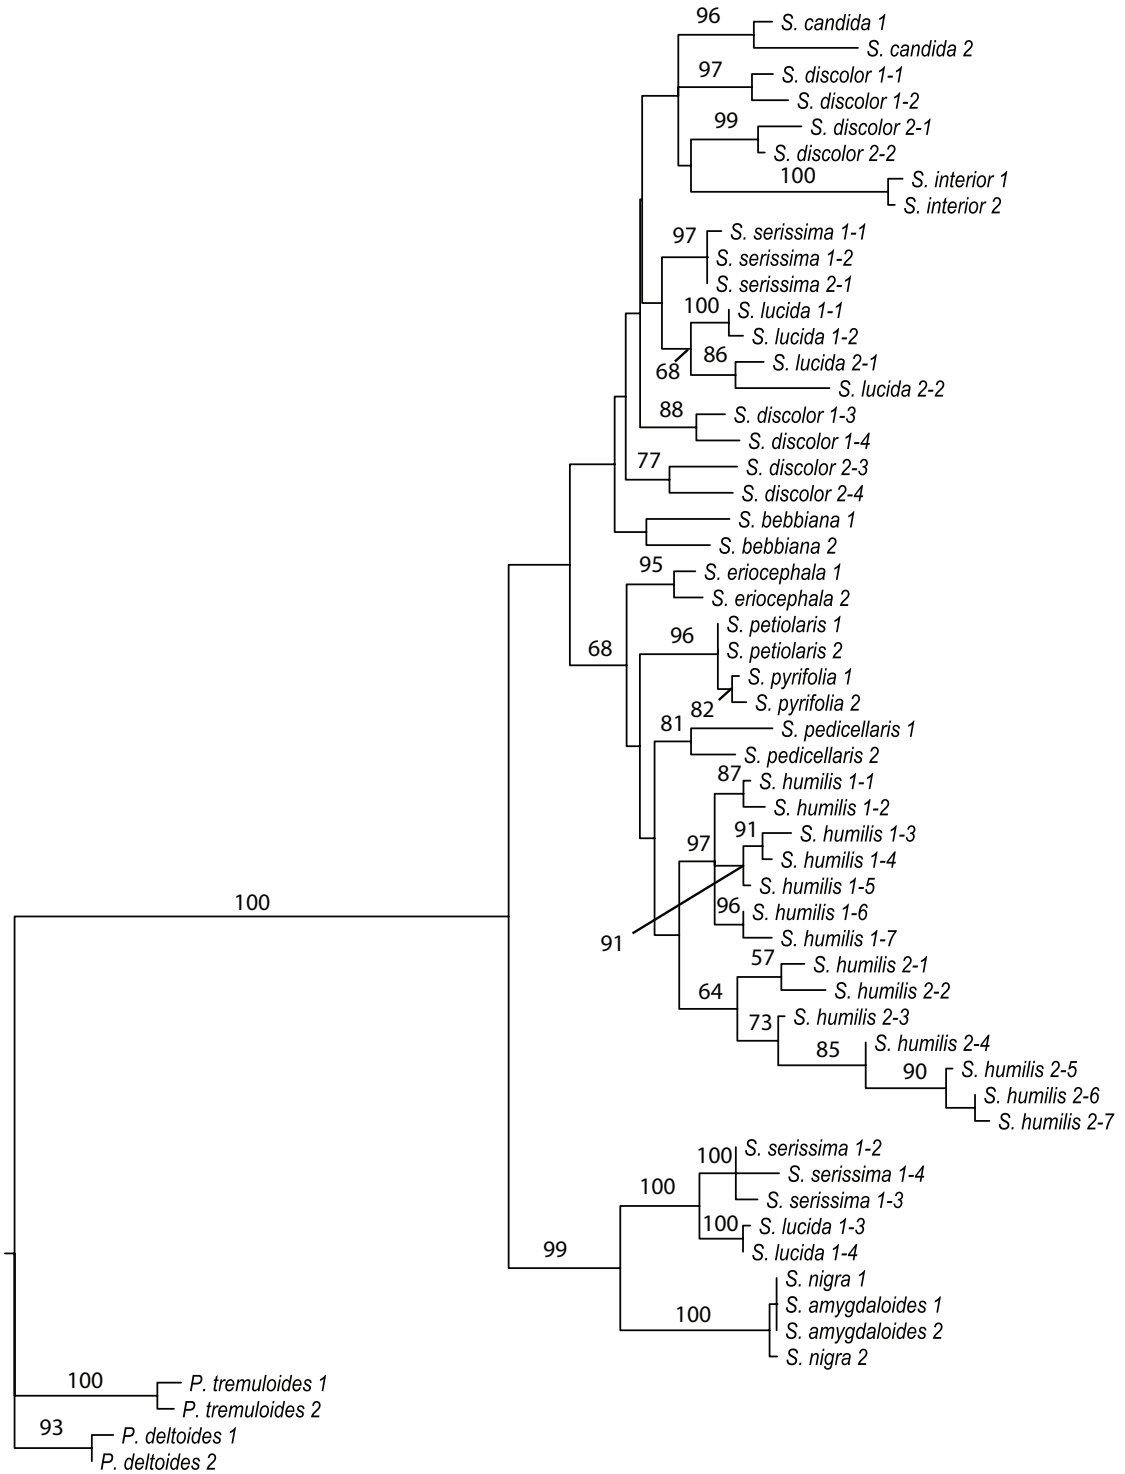 96
S. candida 1
S. candida 2
97
S. discolor 1-1
S. discolor 1-2
99
S. discolor 2-1
S. discolor 2-2
100
S. interior 1
S. interior 2
97
S. serissima 1-1
S. serissima 1-2
S. serissima 2-1
100
S. lucida 1-1
S. lucida 1-2
68
86
S. lucida 2-1
S. lucida 2-2
88
S. discolor 1-3
S. discolor 1-4
77
S. discolor 2-3
S. discolor 2-4
S. bebbiana 1
S. bebbiana 2
95
S. eriocephala 1
S. eriocephala 2
68
96
S. petiolaris 1
S. petiolaris 2
S. pyrifolia 1
82
S. pyrifolia 2
81
S. pedicellaris 1
S. pedicellaris 2
87
S. humilis 1-1
S. humilis 1-2
97
91
S. humilis 1-3
S. humilis 1-4
S. humilis 1-5
96
S. humilis 1-6
S. humilis 1-7
91
57
S. humilis 2-1
S. humilis 2-2
64
73
S. humilis 2-3
85
S. humilis 2-4
90
S. humilis 2-5
S. humilis 2-6
S. humilis 2-7
100
100
S. serissima 1-2
S. serissima 1-4
S. serissima 1-3
100
100
S. lucida 1-3
S. lucida 1-4
99
S. nigra 1
S. amygdaloides 1
100
S. amygdaloides 2
S. nigra 2
100
P. tremuloides 1
P. tremuloides 2
93
P. deltoides 1
P. deltoides 2